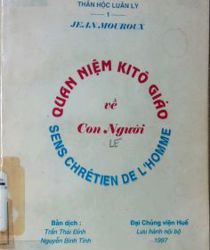 THẦN HỌC LUÂN LÝ
1
JEAN MOUROUX
QUAN NIỆM KITÔ GIÁO
về
Con Người
LE
SENS CHRÉTIEN DE L'HOMME
Bản dịch :
Trần Thái Đỉnh
Nguyễn Bình Tĩnh
Đại Chủng viện Huế
Lưu hành nội bộ
1997